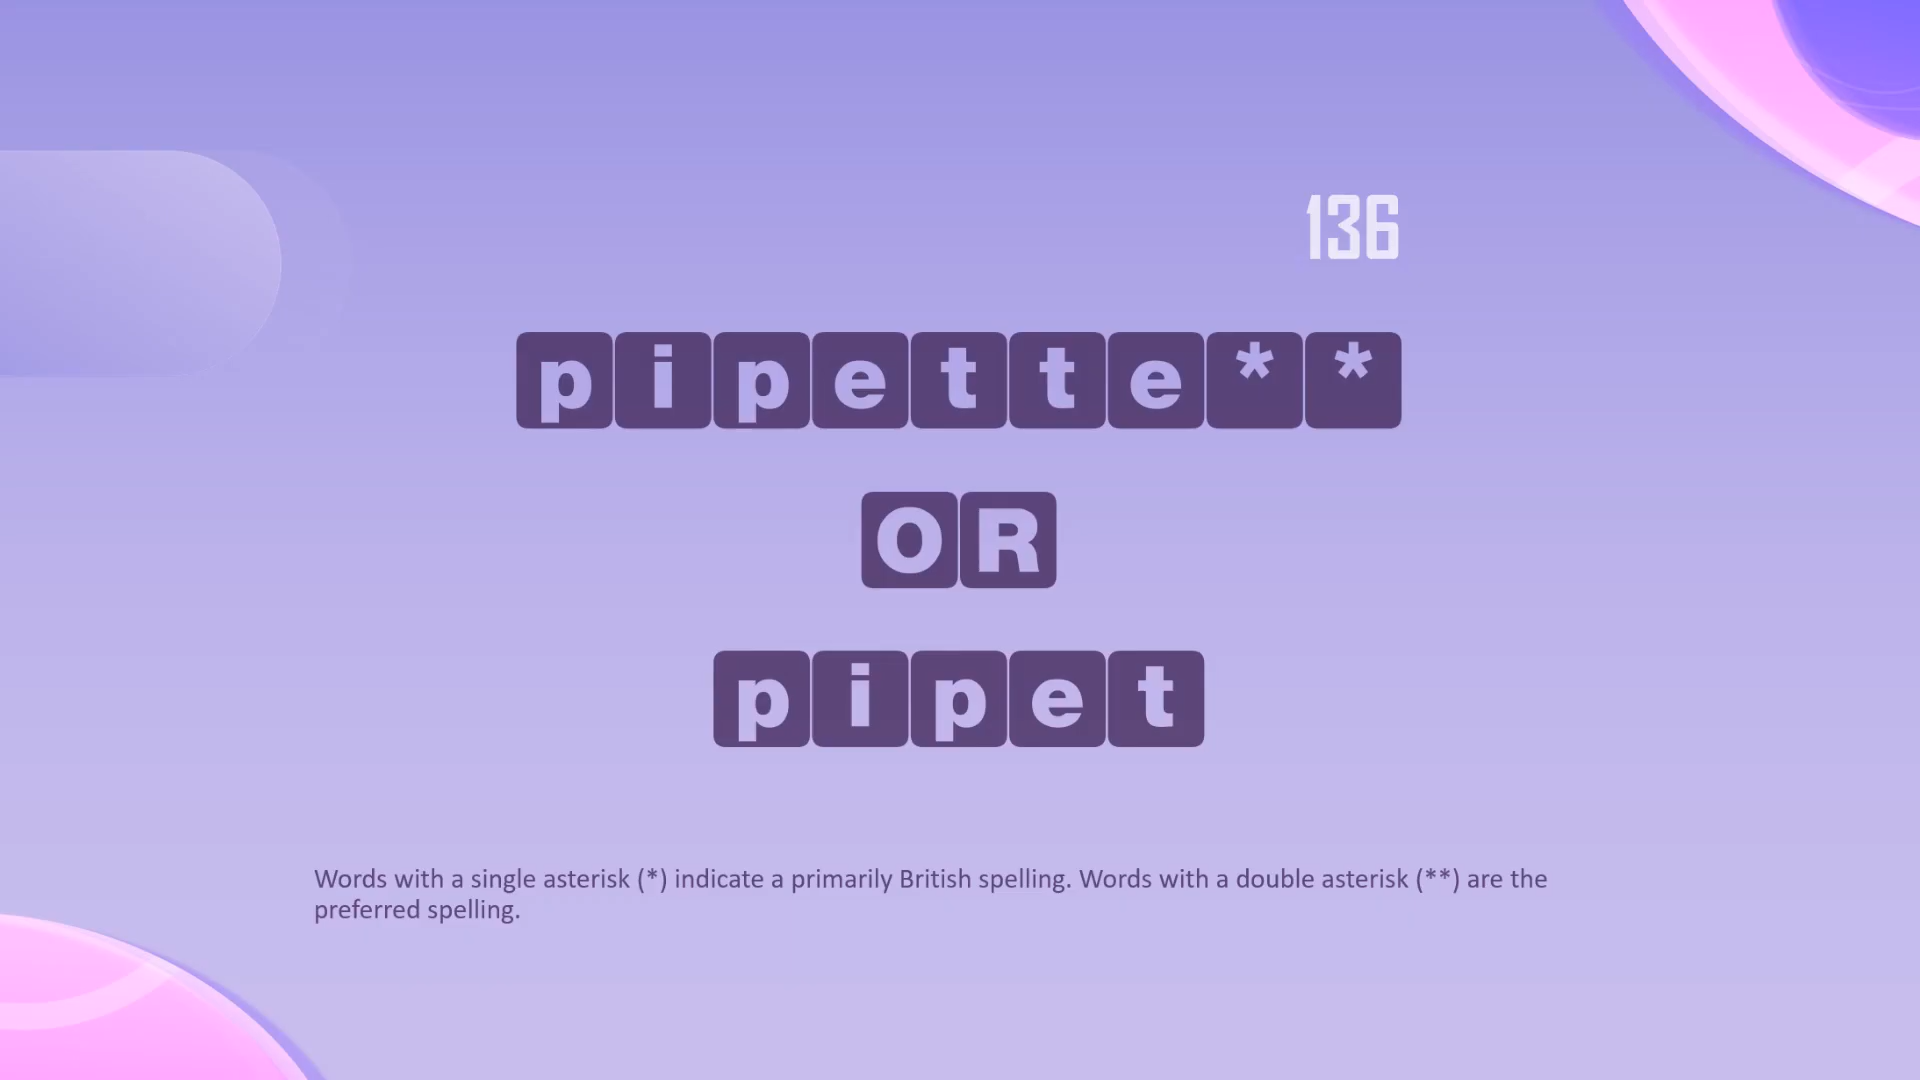 136
pipette**
OR
pipet
Words with a single asterisk (*) indicate a primarily British spelling. Words with a double asterisk (**) are the
preferred spelling.